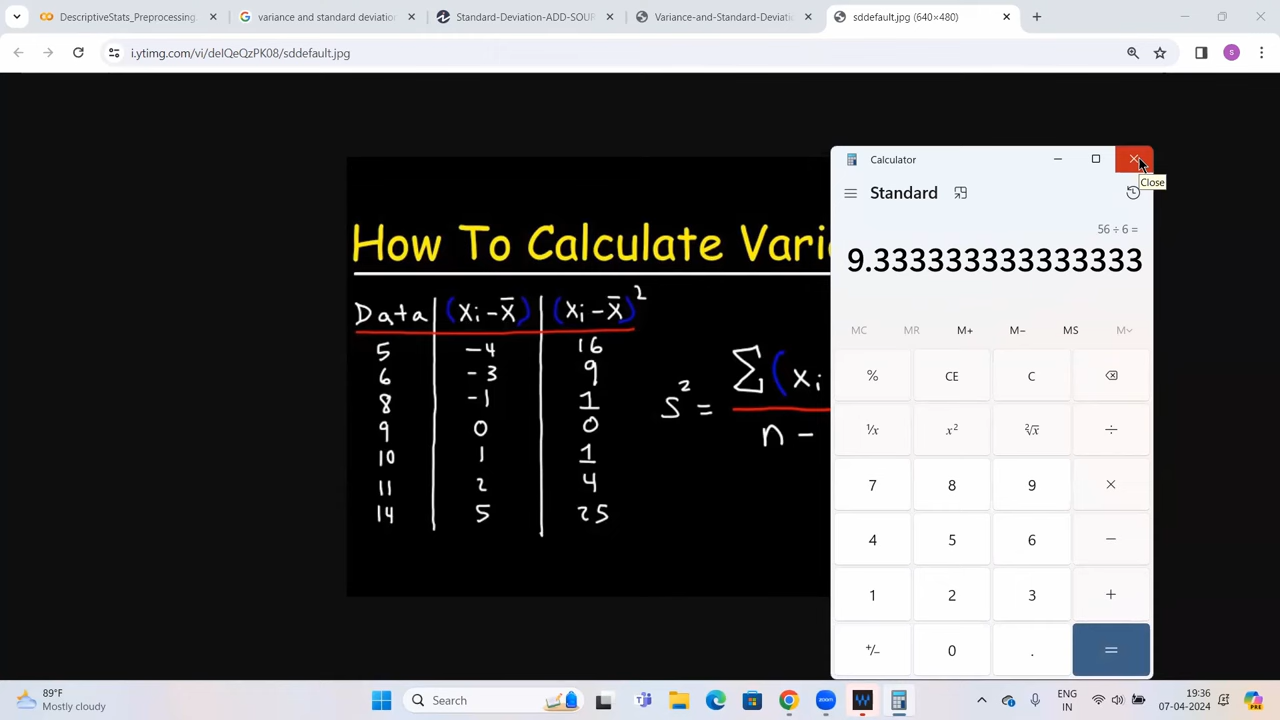 DescriptiveStats_Preprocessing
variance and standard deviation
Standard-Deviation-ADD-SOUR
Variance-and-Standard-Deviati
sddefault.jpg (640×480)
i.ytimg.com/vi/deIQeQzPK08/sddefault.jpg
How To Calculate Vari
Data (xᵢ-x̄) (xᵢ-x̄)²
5 -4 16
6 -3 9
8 -1 1
9 0 0
10 1 1
11 2 4
14 5 25
s² = Σ(xᵢ
n -
Calculator
Close
Standard
56 ÷ 6 =
9.333333333333333
MC MR M+ M− MS M˅
% CE C
¹/x x² ²√x ÷
7 8 9 ×
4 5 6 −
1 2 3 +
+/− 0 . =
89°F
Mostly cloudy
Search
ENG
IN
19:36
07-04-2024
PRE
S